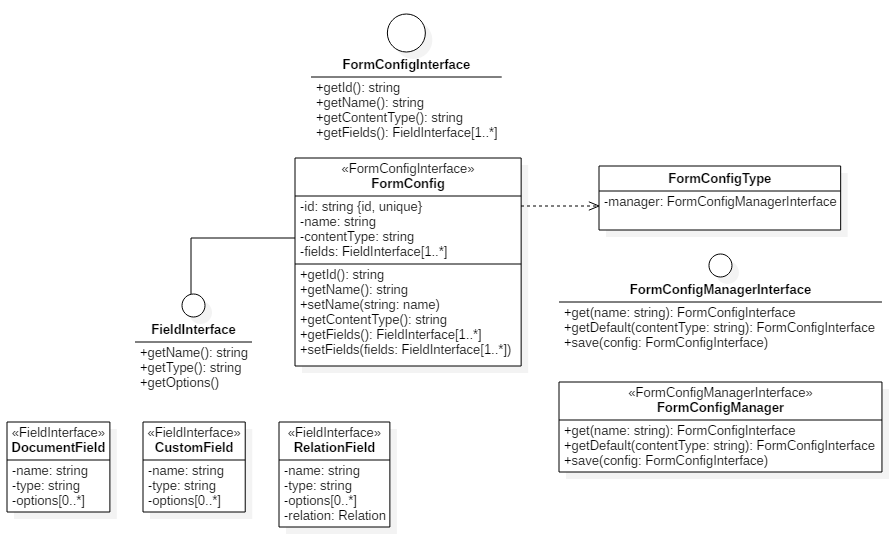 FormConfigInterface
+getId(): string
+getName(): string
+getContentType(): string
+getFields(): FieldInterface[1..*]
«FormConfigInterface»
FormConfig
-id: string {id, unique}
-name: string
-contentType: string
-fields: FieldInterface[1..*]
+getId(): string
+getName(): string
+setName(string: name)
+getContentType(): string
+getFields(): FieldInterface[1..*]
+setFields(fields: FieldInterface[1..*])
FormConfigType
-manager: FormConfigManagerInterface
FormConfigManagerInterface
+get(name: string): FormConfigInterface
+getDefault(contentType: string): FormConfigInterface
+save(config: FormConfigInterface)
FieldInterface
+getName(): string
+getType(): string
+getOptions()
«FormConfigManagerInterface»
FormConfigManager
+get(name: string): FormConfigInterface
+getDefault(contentType: string): FormConfigInterface
+save(config: FormConfigInterface)
«FieldInterface»
DocumentField
-name: string
-type: string
-options[0..*]
«FieldInterface»
CustomField
-name: string
-type: string
-options[0..*]
«FieldInterface»
RelationField
-name: string
-type: string
-options[0..*]
-relation: Relation